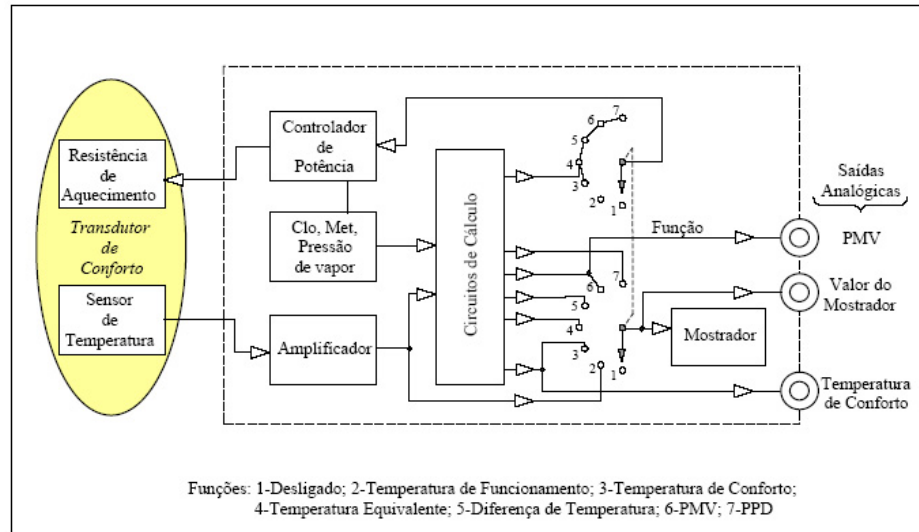 Resistência
de
Aquecimento
Transdutor
de
Conforto
Sensor
de
Temperatura
Controlador
de
Potência
Clo, Met,
Pressão
de vapor
Amplificador
Circuitos de Cálculo
7
6
5
4
3
2
1
Função
7
6
5
4
3
2
1
Mostrador
Saídas
Analógicas
PMV
Valor do
Mostrador
Temperatura
de Conforto
Funções: 1-Desligado; 2-Temperatura de Funcionamento; 3-Temperatura de Conforto;
4-Temperatura Equivalente; 5-Diferença de Temperatura; 6-PMV; 7-PPD